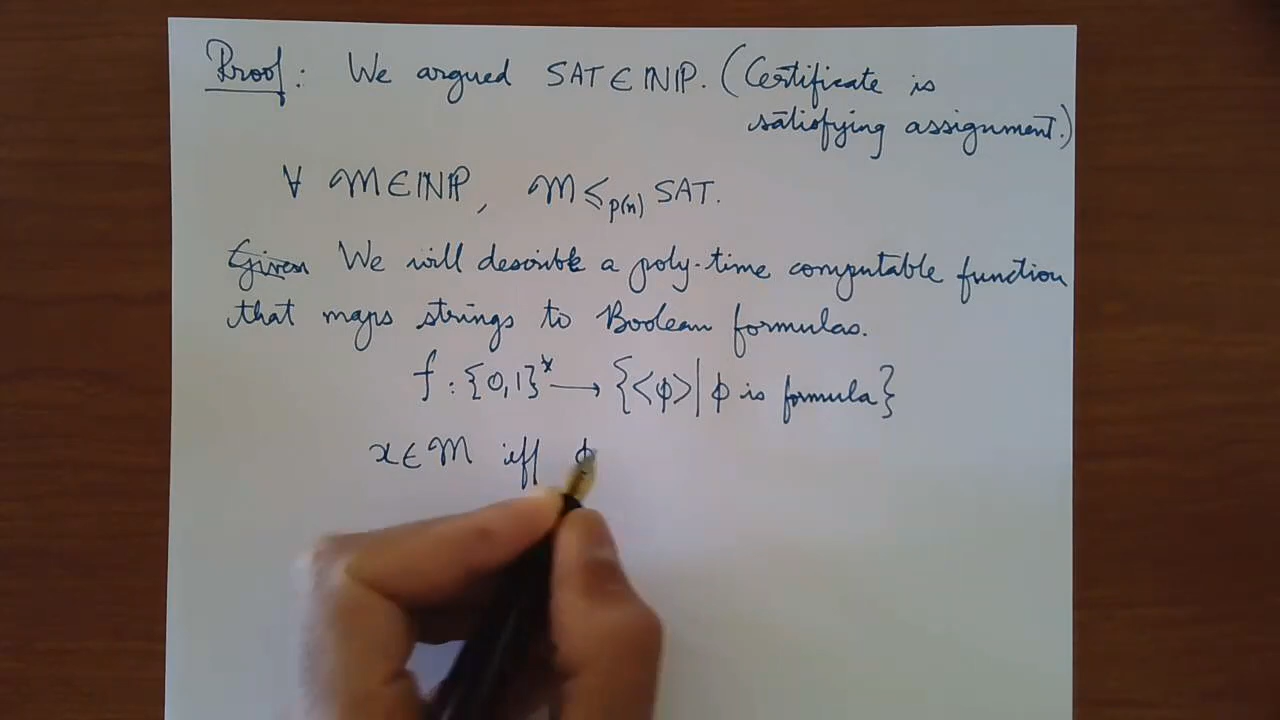 Proof: We argued SAT ∈ NP. (Certificate is
satisfying assignment.)
∀ M ∈ NP, M ≤p(n) SAT.
Given We will describe a poly-time computable function
that maps strings to Boolean formulas.
f : {0,1}* → {<ϕ> | ϕ is formula}
x ∈ M iff ϕ